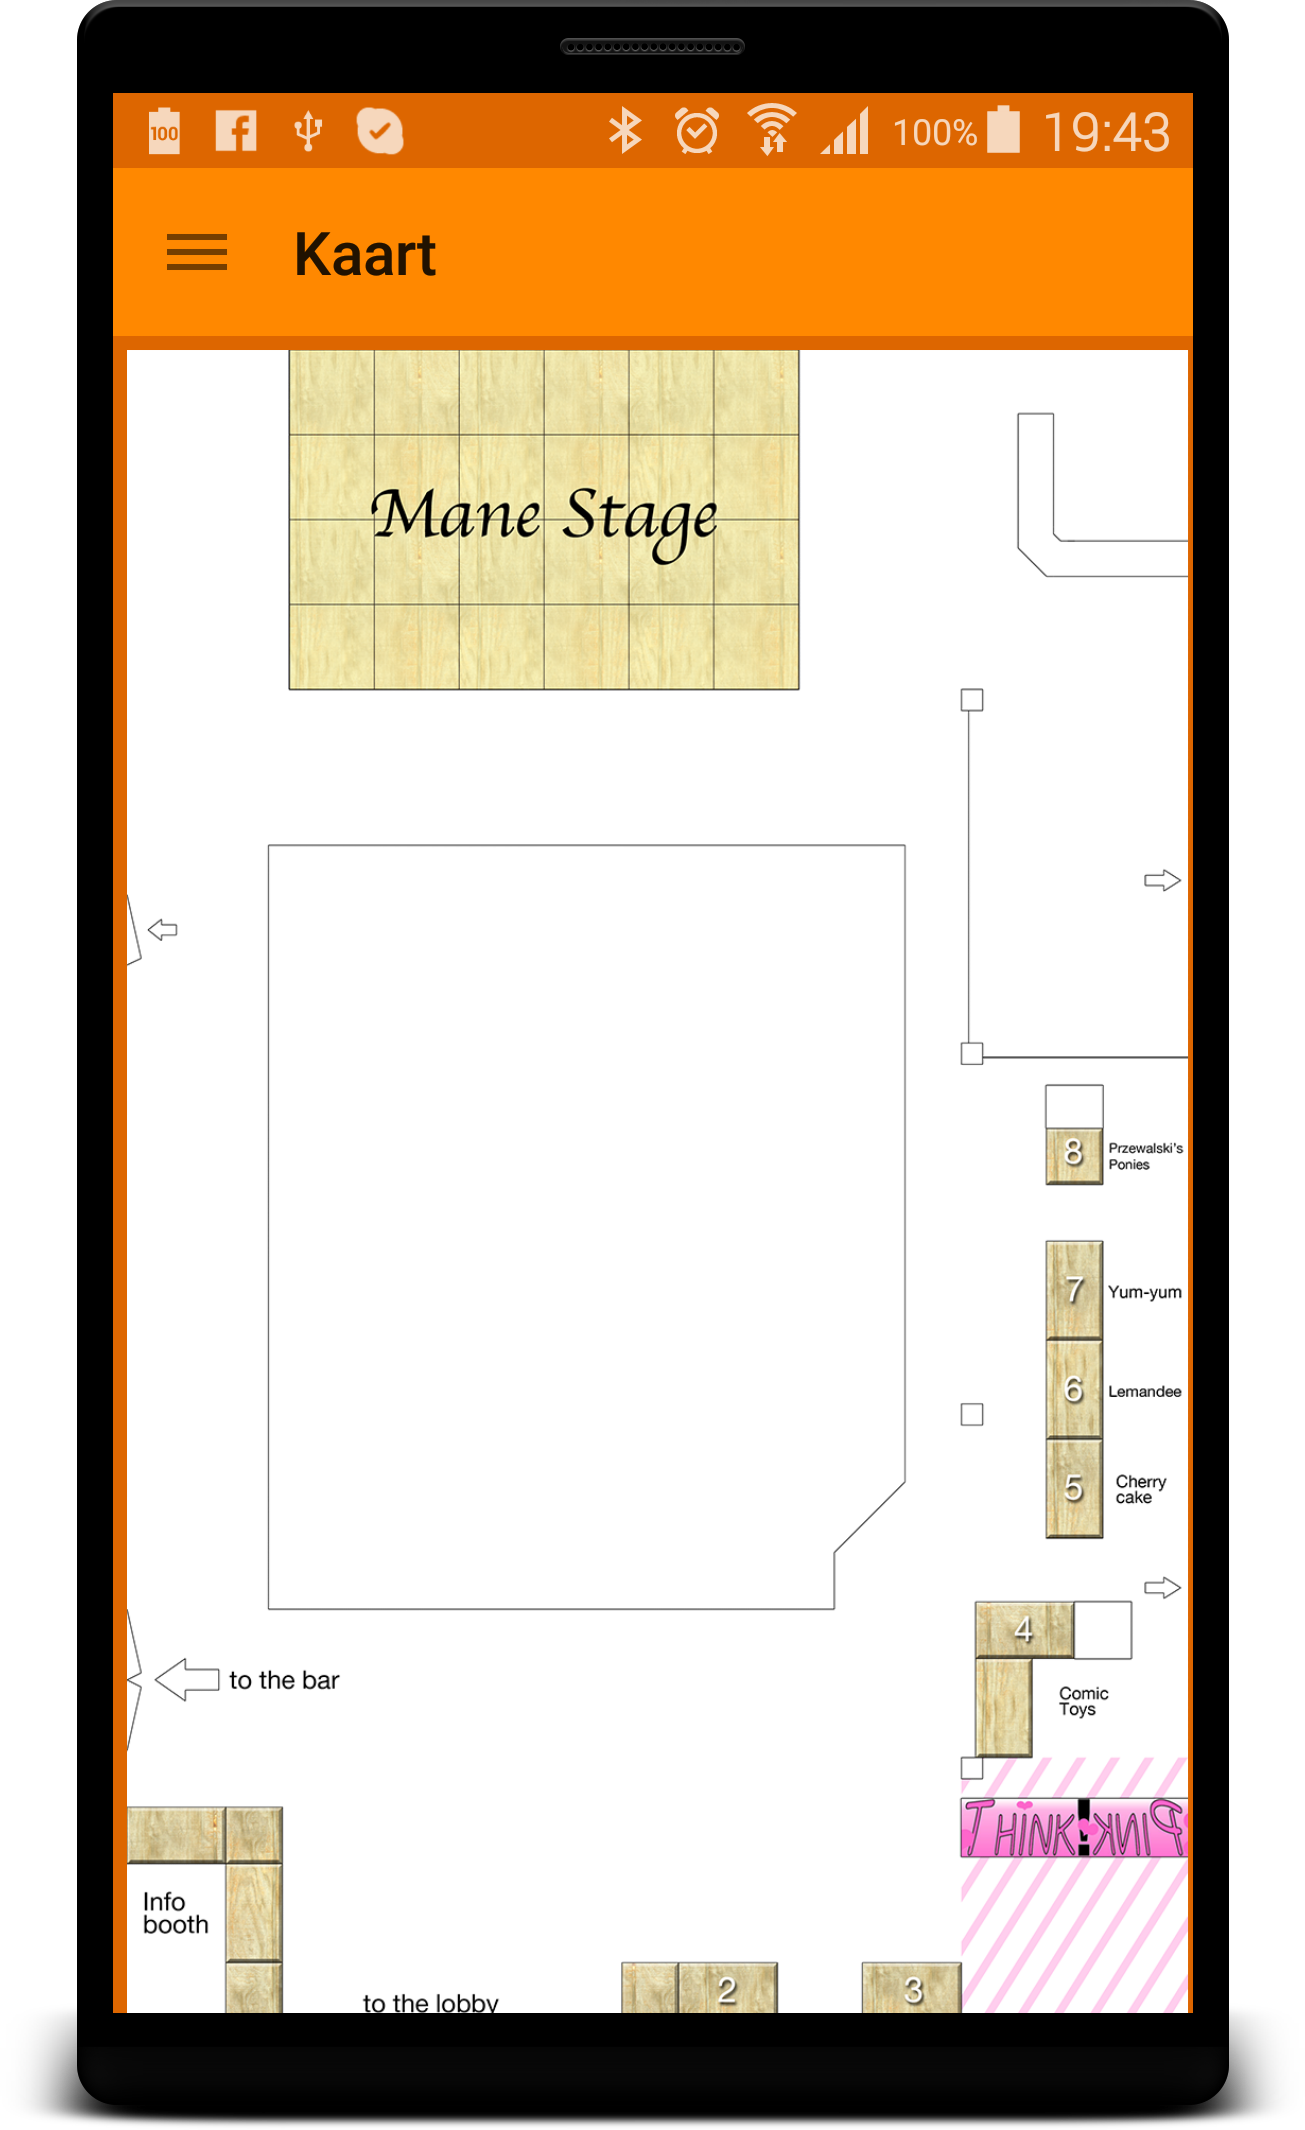 100
100%
19:43
Kaart
Mane Stage
8
Przewalski's
Ponies
7
Yum-yum
6
Lemandee
5
Cherry
cake
4
Comic
Toys
to the bar
THINK!PINK
Info
booth
2
3
to the lobby